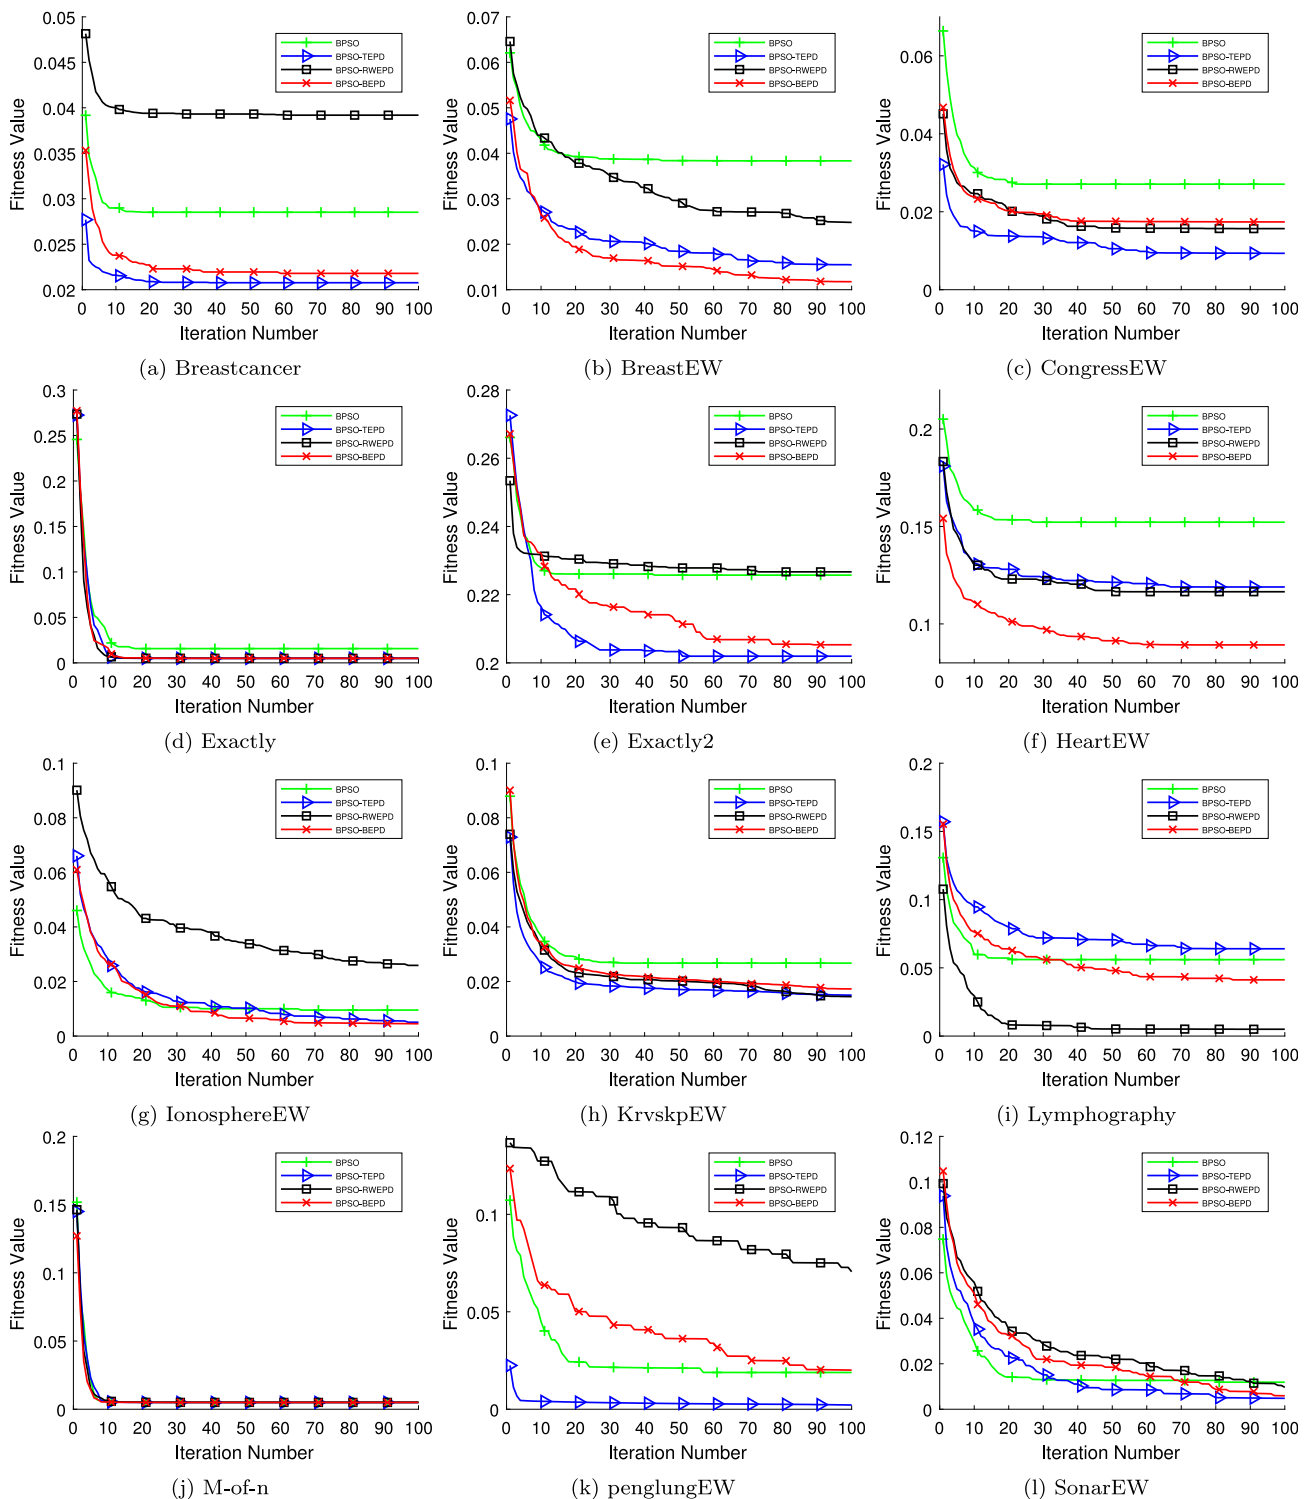 0.05
0.045
0.04
0.035
0.03
0.025
0.02
Fitness Value
0 10 20 30 40 50 60 70 80 90 100
Iteration Number
BPSO
BPSO-TEPD
BPSO-RWEPD
BPSO-BEPD
(a) Breastcancer
0.07
0.06
0.05
0.04
0.03
0.02
0.01
Fitness Value
0 10 20 30 40 50 60 70 80 90 100
Iteration Number
BPSO
BPSO-TEPD
BPSO-RWEPD
BPSO-BEPD
(b) BreastEW
0.06
0.04
0.02
0
Fitness Value
0 10 20 30 40 50 60 70 80 90 100
Iteration Number
BPSO
BPSO-TEPD
BPSO-RWEPD
BPSO-BEPD
(c) CongressEW
0.3
0.25
0.2
0.15
0.1
0.05
0
Fitness Value
0 10 20 30 40 50 60 70 80 90 100
Iteration Number
BPSO
BPSO-TEPD
BPSO-RWEPD
BPSO-BEPD
(d) Exactly
0.28
0.26
0.24
0.22
0.2
Fitness Value
0 10 20 30 40 50 60 70 80 90 100
Iteration Number
BPSO
BPSO-TEPD
BPSO-RWEPD
BPSO-BEPD
(e) Exactly2
0.2
0.15
0.1
Fitness Value
0 10 20 30 40 50 60 70 80 90 100
Iteration Number
BPSO
BPSO-TEPD
BPSO-RWEPD
BPSO-BEPD
(f) HeartEW
0.1
0.08
0.06
0.04
0.02
0
Fitness Value
0 10 20 30 40 50 60 70 80 90 100
Iteration Number
BPSO
BPSO-TEPD
BPSO-RWEPD
BPSO-BEPD
(g) IonosphereEW
0.1
0.08
0.06
0.04
0.02
0
Fitness Value
0 10 20 30 40 50 60 70 80 90 100
Iteration Number
BPSO
BPSO-TEPD
BPSO-RWEPD
BPSO-BEPD
(h) KrvskpEW
0.2
0.15
0.1
0.05
0
Fitness Value
0 10 20 30 40 50 60 70 80 90 100
Iteration Number
BPSO
BPSO-TEPD
BPSO-RWEPD
BPSO-BEPD
(i) Lymphography
0.2
0.15
0.1
0.05
0
Fitness Value
0 10 20 30 40 50 60 70 80 90 100
Iteration Number
BPSO
BPSO-TEPD
BPSO-RWEPD
BPSO-BEPD
(j) M-of-n
0.1
0.05
0
Fitness Value
0 10 20 30 40 50 60 70 80 90 100
Iteration Number
BPSO
BPSO-TEPD
BPSO-RWEPD
BPSO-BEPD
(k) penglungEW
0.12
0.1
0.08
0.06
0.04
0.02
0
Fitness Value
0 10 20 30 40 50 60 70 80 90 100
Iteration Number
BPSO
BPSO-TEPD
BPSO-RWEPD
BPSO-BEPD
(l) SonarEW